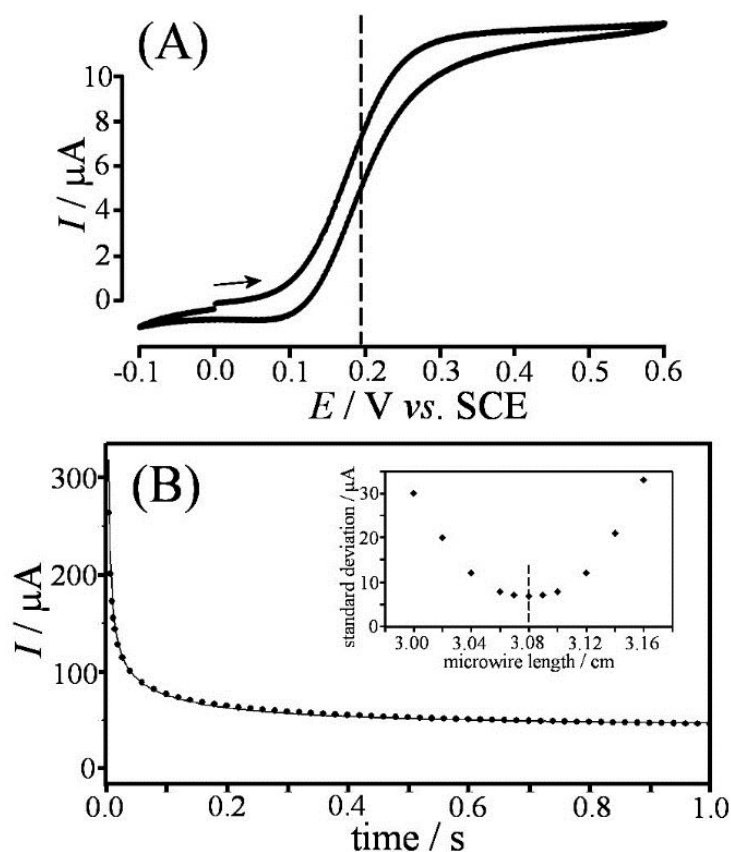 (A)
10
8
6
4
2
0
I / μA
-0.1 0.0 0.1 0.2 0.3 0.4 0.5 0.6
E / V vs. SCE
(B)
300
200
100
0
I / μA
0.0 0.2 0.4 0.6 0.8 1.0
time / s
30
20
10
0
standard deviation / μA
3.00 3.04 3.08 3.12 3.16
microwire length / cm